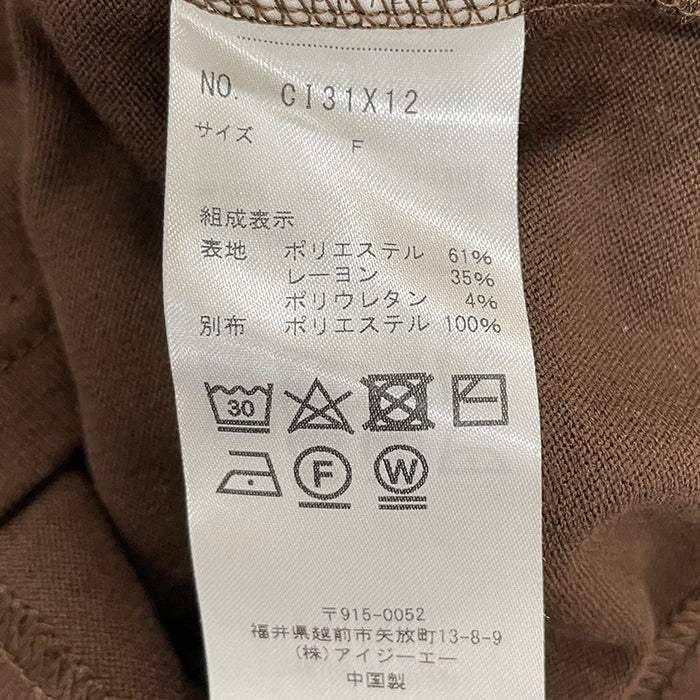 NO. CI31X12
サイズ F
組成表示
表地 ポリエステル 61%
レーヨン 35%
ポリウレタン 4%
別布 ポリエステル 100%
30
F W
〒915-0052
福井県越前市矢放町13-8-9
(株)アイジーエー
中国製